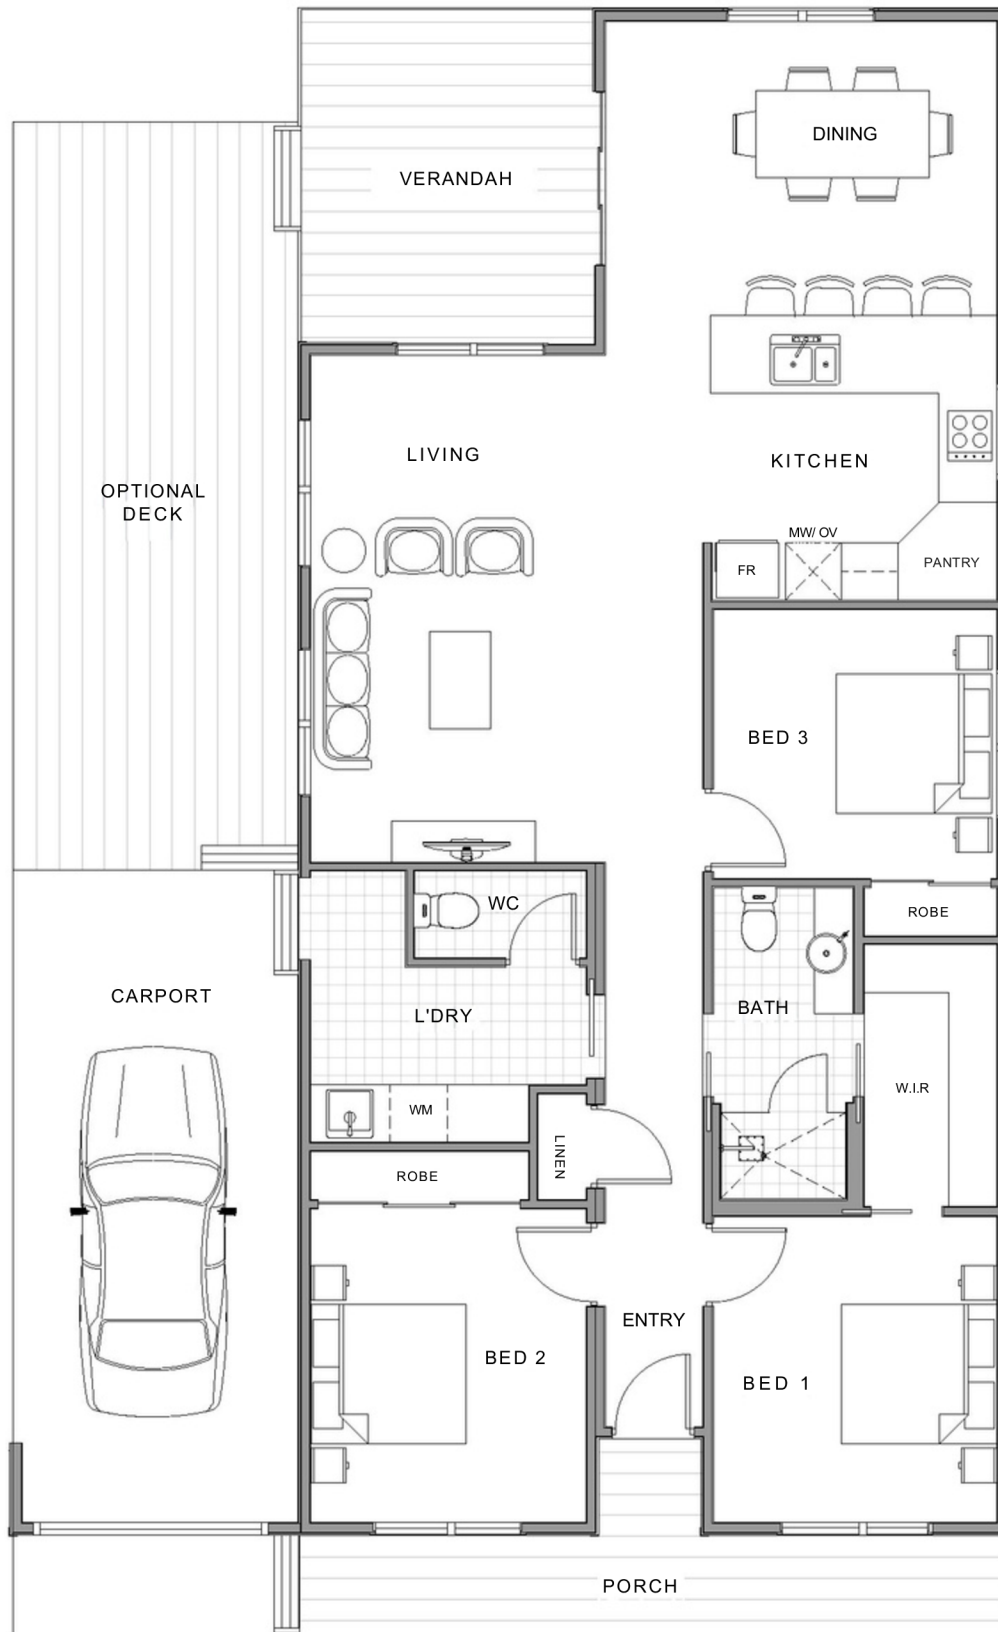 DINING
VERANDAH
LIVING
KITCHEN
OPTIONAL
DECK
MW/ OV
FR
PANTRY
BED 3
WC
ROBE
CARPORT
BATH
L'DRY
W.I.R
WM
LINEN
ROBE
ENTRY
BED 2
BED 1
PORCH